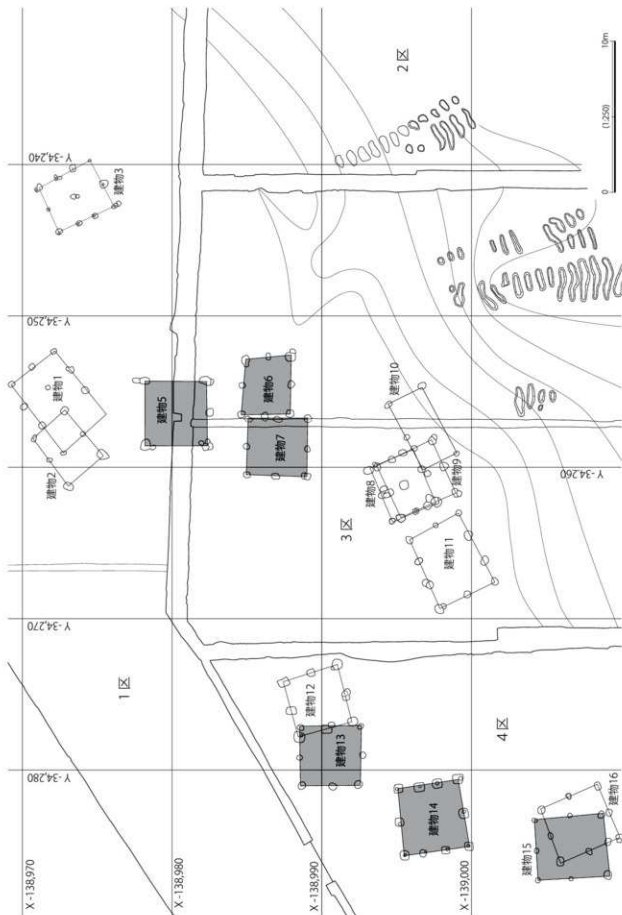 X -138,970
X -138,980
X -138,990
X -139,000
Y -34,240
Y -34,250
Y -34,260
Y -34,270
Y -34,280
1区
2区
3区
4区
建物1
建物2
建物3
建物5
建物6
建物7
建物8
建物9
建物10
建物11
建物12
建物13
建物14
建物15
建物16
0
(1:250)
10m